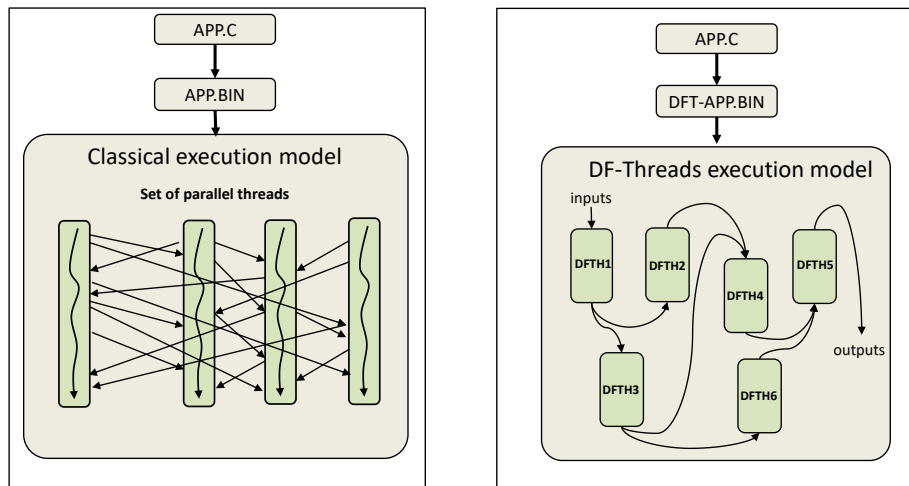 APP.C
APP.BIN
Classical execution model
Set of parallel threads
APP.C
DFT-APP.BIN
DF-Threads execution model
inputs
DFTH1
DFTH2
DFTH4
DFTH5
outputs
DFTH3
DFTH6